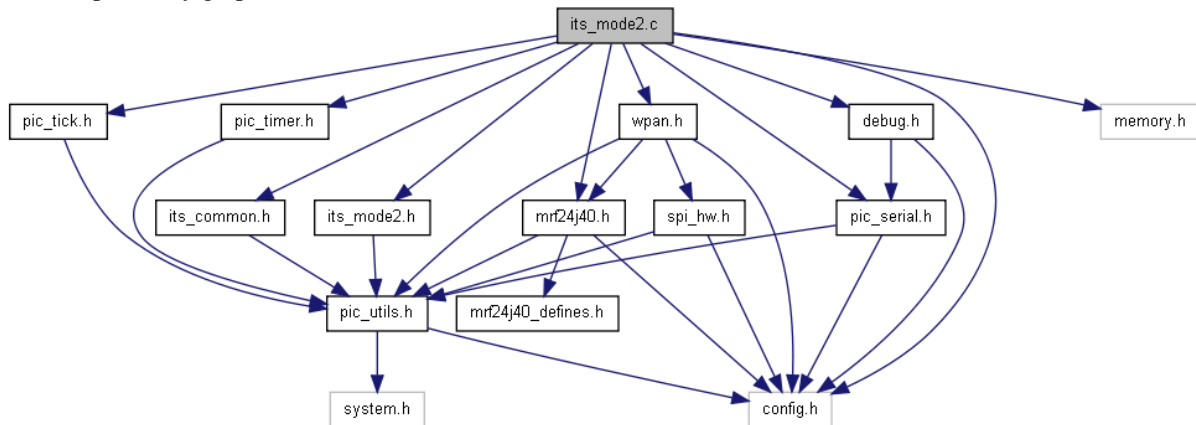 its_mode2.c
pic_tick.h
pic_timer.h
wpan.h
debug.h
memory.h
its_common.h
its_mode2.h
mrf24j40.h
spi_hw.h
pic_serial.h
pic_utils.h
mrf24j40_defines.h
system.h
config.h